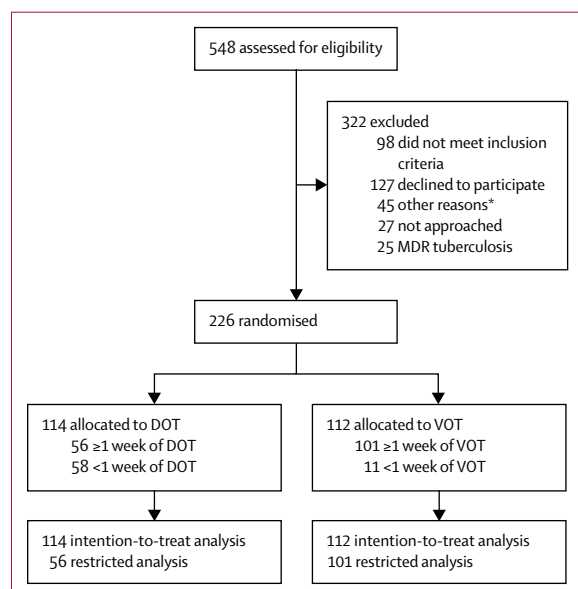 548 assessed for eligibility
322 excluded
98 did not meet inclusion
criteria
127 declined to participate
45 other reasons*
27 not approached
25 MDR tuberculosis
226 randomised
114 allocated to DOT
56 ≥1 week of DOT
58 <1 week of DOT
112 allocated to VOT
101 ≥1 week of VOT
11 <1 week of VOT
114 intention-to-treat analysis
56 restricted analysis
112 intention-to-treat analysis
101 restricted analysis